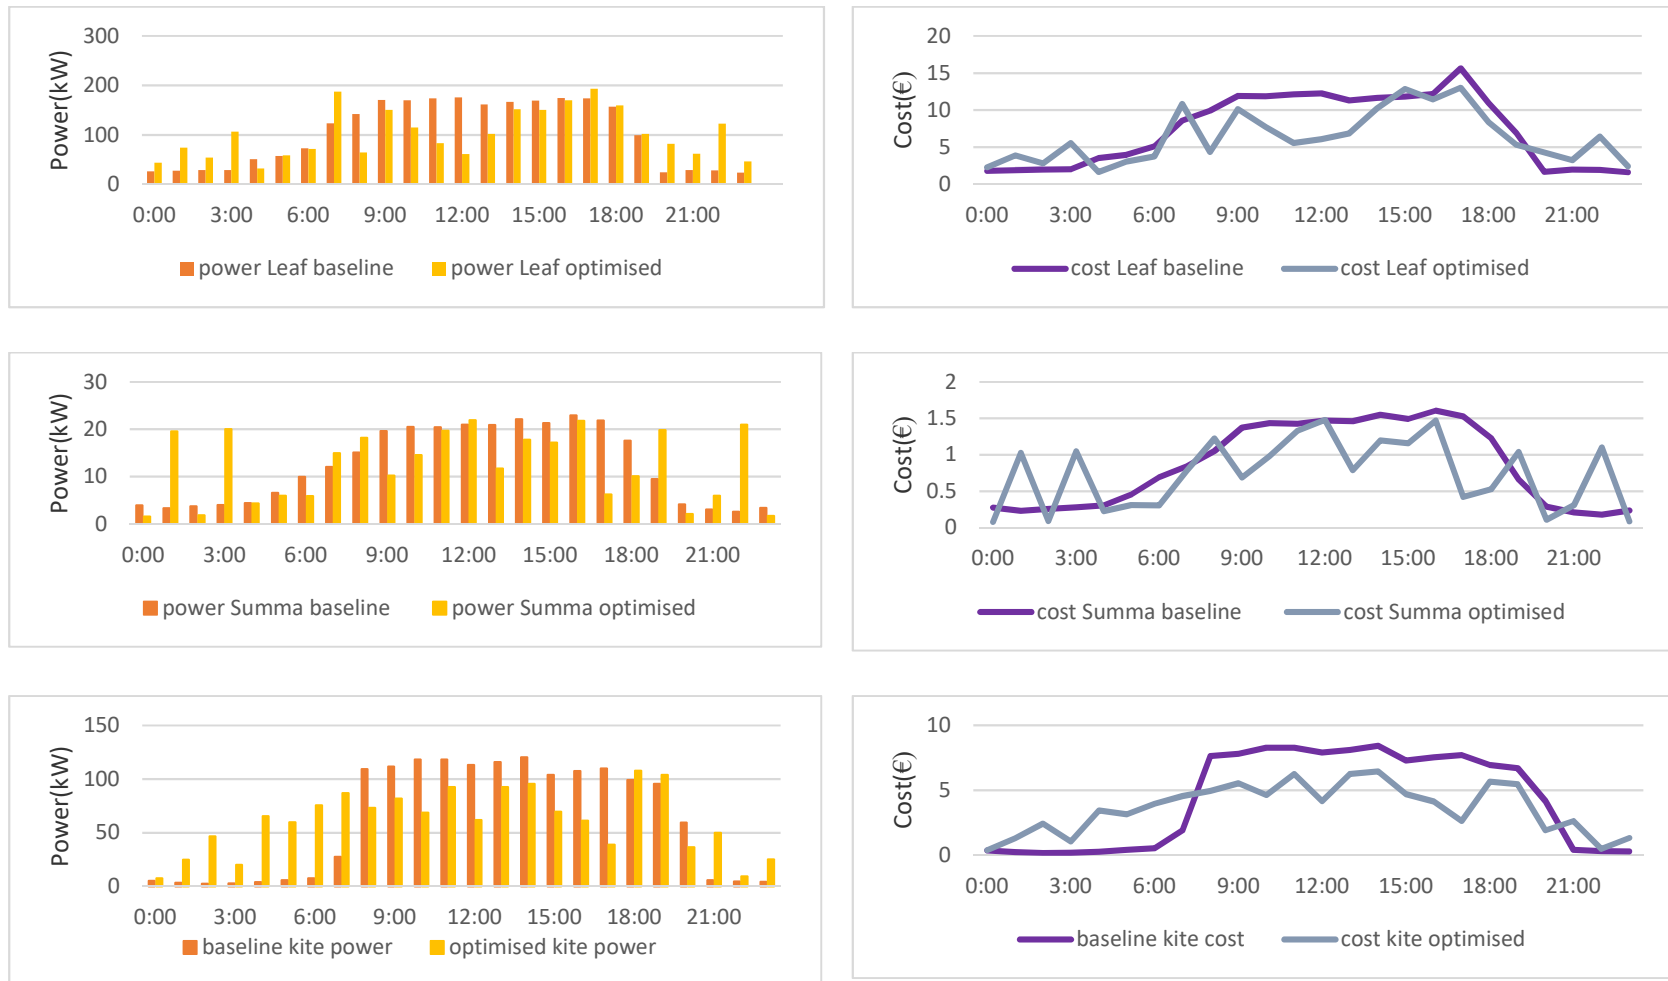 Power(kW)
300
200
100
0
0:00 3:00 6:00 9:00 12:00 15:00 18:00 21:00
power Leaf baseline power Leaf optimised
Cost(€)
20
15
10
5
0
0:00 3:00 6:00 9:00 12:00 15:00 18:00 21:00
cost Leaf baseline cost Leaf optimised
Power(kW)
30
20
10
0
0:00 3:00 6:00 9:00 12:00 15:00 18:00 21:00
power Summa baseline power Summa optimised
Cost(€)
2
1.5
1
0.5
0
0:00 3:00 6:00 9:00 12:00 15:00 18:00 21:00
cost Summa baseline cost Summa optimised
Power(kW)
150
100
50
0
0:00 3:00 6:00 9:00 12:00 15:00 18:00 21:00
baseline kite power optimised kite power
Cost(€)
10
5
0
0:00 3:00 6:00 9:00 12:00 15:00 18:00 21:00
baseline kite cost cost kite optimised